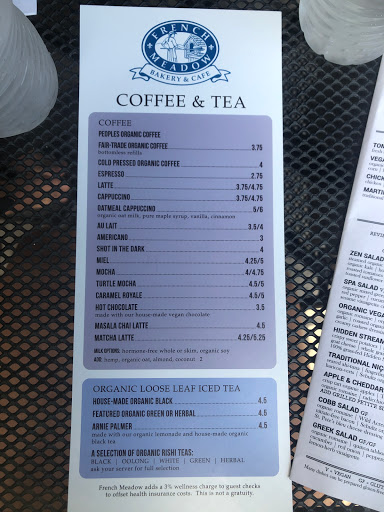 FRENCH
MEADOW
BAKERY & CAFE
COFFEE & TEA
COFFEE
PEOPLES ORGANIC COFFEE
FAIR-TRADE ORGANIC COFFEE 3.75
bottomless refills
COLD PRESSED ORGANIC COFFEE 4
ESPRESSO 2.75
LATTE 3.75/4.75
CAPPUCCINO 3.75/4.75
OATMEAL CAPPUCCINO 5/6
organic oat milk, pure maple syrup, vanilla, cinnamon
AU LAIT 3.5/4
AMERICANO 3
SHOT IN THE DARK 4
MIEL 4.25/5
MOCHA 4/4.75
TURTLE MOCHA 4.5/5
CARAMEL ROYALE 4.5/5
HOT CHOCOLATE 3.5
made with our house-made vegan chocolate
MASALA CHAI LATTE 4.5
MATCHA LATTE 4.25/5.25
MILK OPTIONS: hormone-free whole or skim, organic soy
ADD: hemp, organic oat, almond, coconut .2
ORGANIC LOOSE LEAF ICED TEA
HOUSE-MADE ORGANIC BLACK 4.5
FEATURED ORGANIC GREEN OR HERBAL 4.5
ARNIE PALMER 4.5
made with our organic lemonade and house-made organic
black tea
A SELECTION OF ORGANIC RISHI TEAS:
BLACK | OOLONG | WHITE | GREEN | HERBAL
ask your server for full selection
French Meadow adds a 3% wellness charge to guest checks
to offset health insurance costs. This is not a gratuity.
VEGA
CHICK
MARTI
ZEN SALAD
SPA SALAD
ORGANIC VEG
HIDDEN STREAM
TRADITIONAL NIÇ
APPLE & CHEDDAR
ADD GRILLED PETITE
COBB SALAD
GREEK SALAD
V - VEGAN